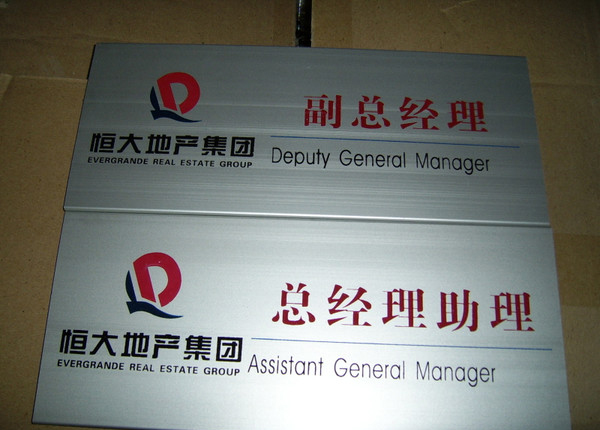 恒大地产集团
EVERGRANDE REAL ESTATE GROUP
副总经理
Deputy General Manager
恒大地产集团
EVERGRANDE REAL ESTATE GROUP
总经理助理
Assistant General Manager